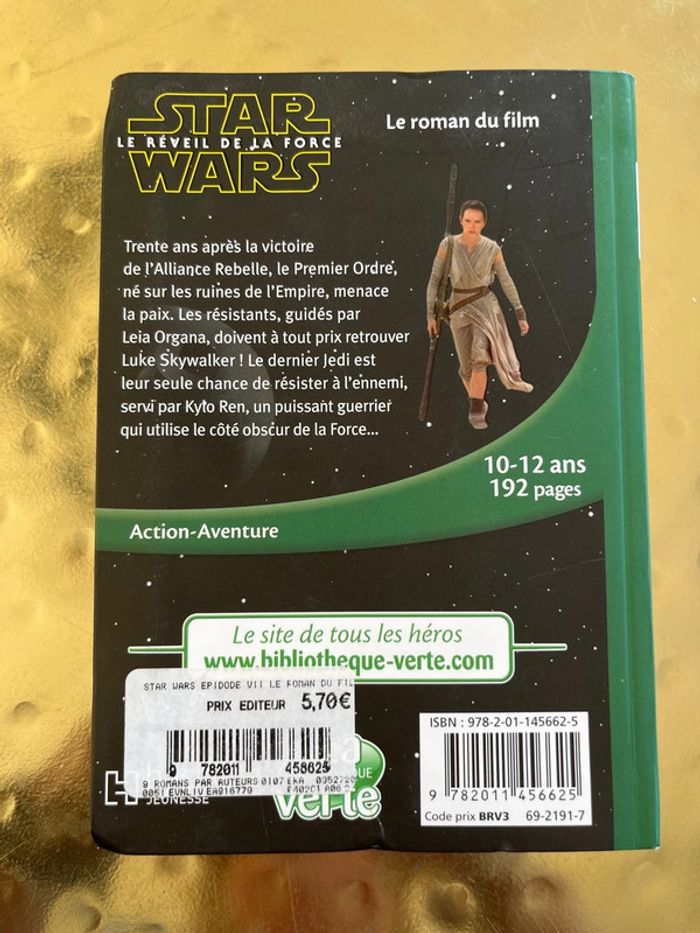 STAR
LE RÉVEIL DE LA FORCE
WARS
Le roman du film
Trente ans après la victoire
de l'Alliance Rebelle, le Premier Ordre,
né sur les ruines de l'Empire, menace
la paix. Les résistants, guidés par
Leia Organa, doivent à tout prix retrouver
Luke Skywalker ! Le dernier Jedi est
leur seule chance de résister à l'ennemi,
servi par Kylo Ren, un puissant guerrier
qui utilise le côté obscur de la Force...
10-12 ans
192 pages
Action-Aventure
Le site de tous les héros
www.bibliotheque-verte.com
STAR WARS EPIDODE VII LE ROMAN DU FIL
PRIX EDITEUR 5,70€
9 782011 456625
9 ROMANS PAR AUTEURS 0107
H
JEUNESSE
verte
ISBN : 978-2-01-145662-5
9 782011 456625
Code prix BRV3 69-2191-7